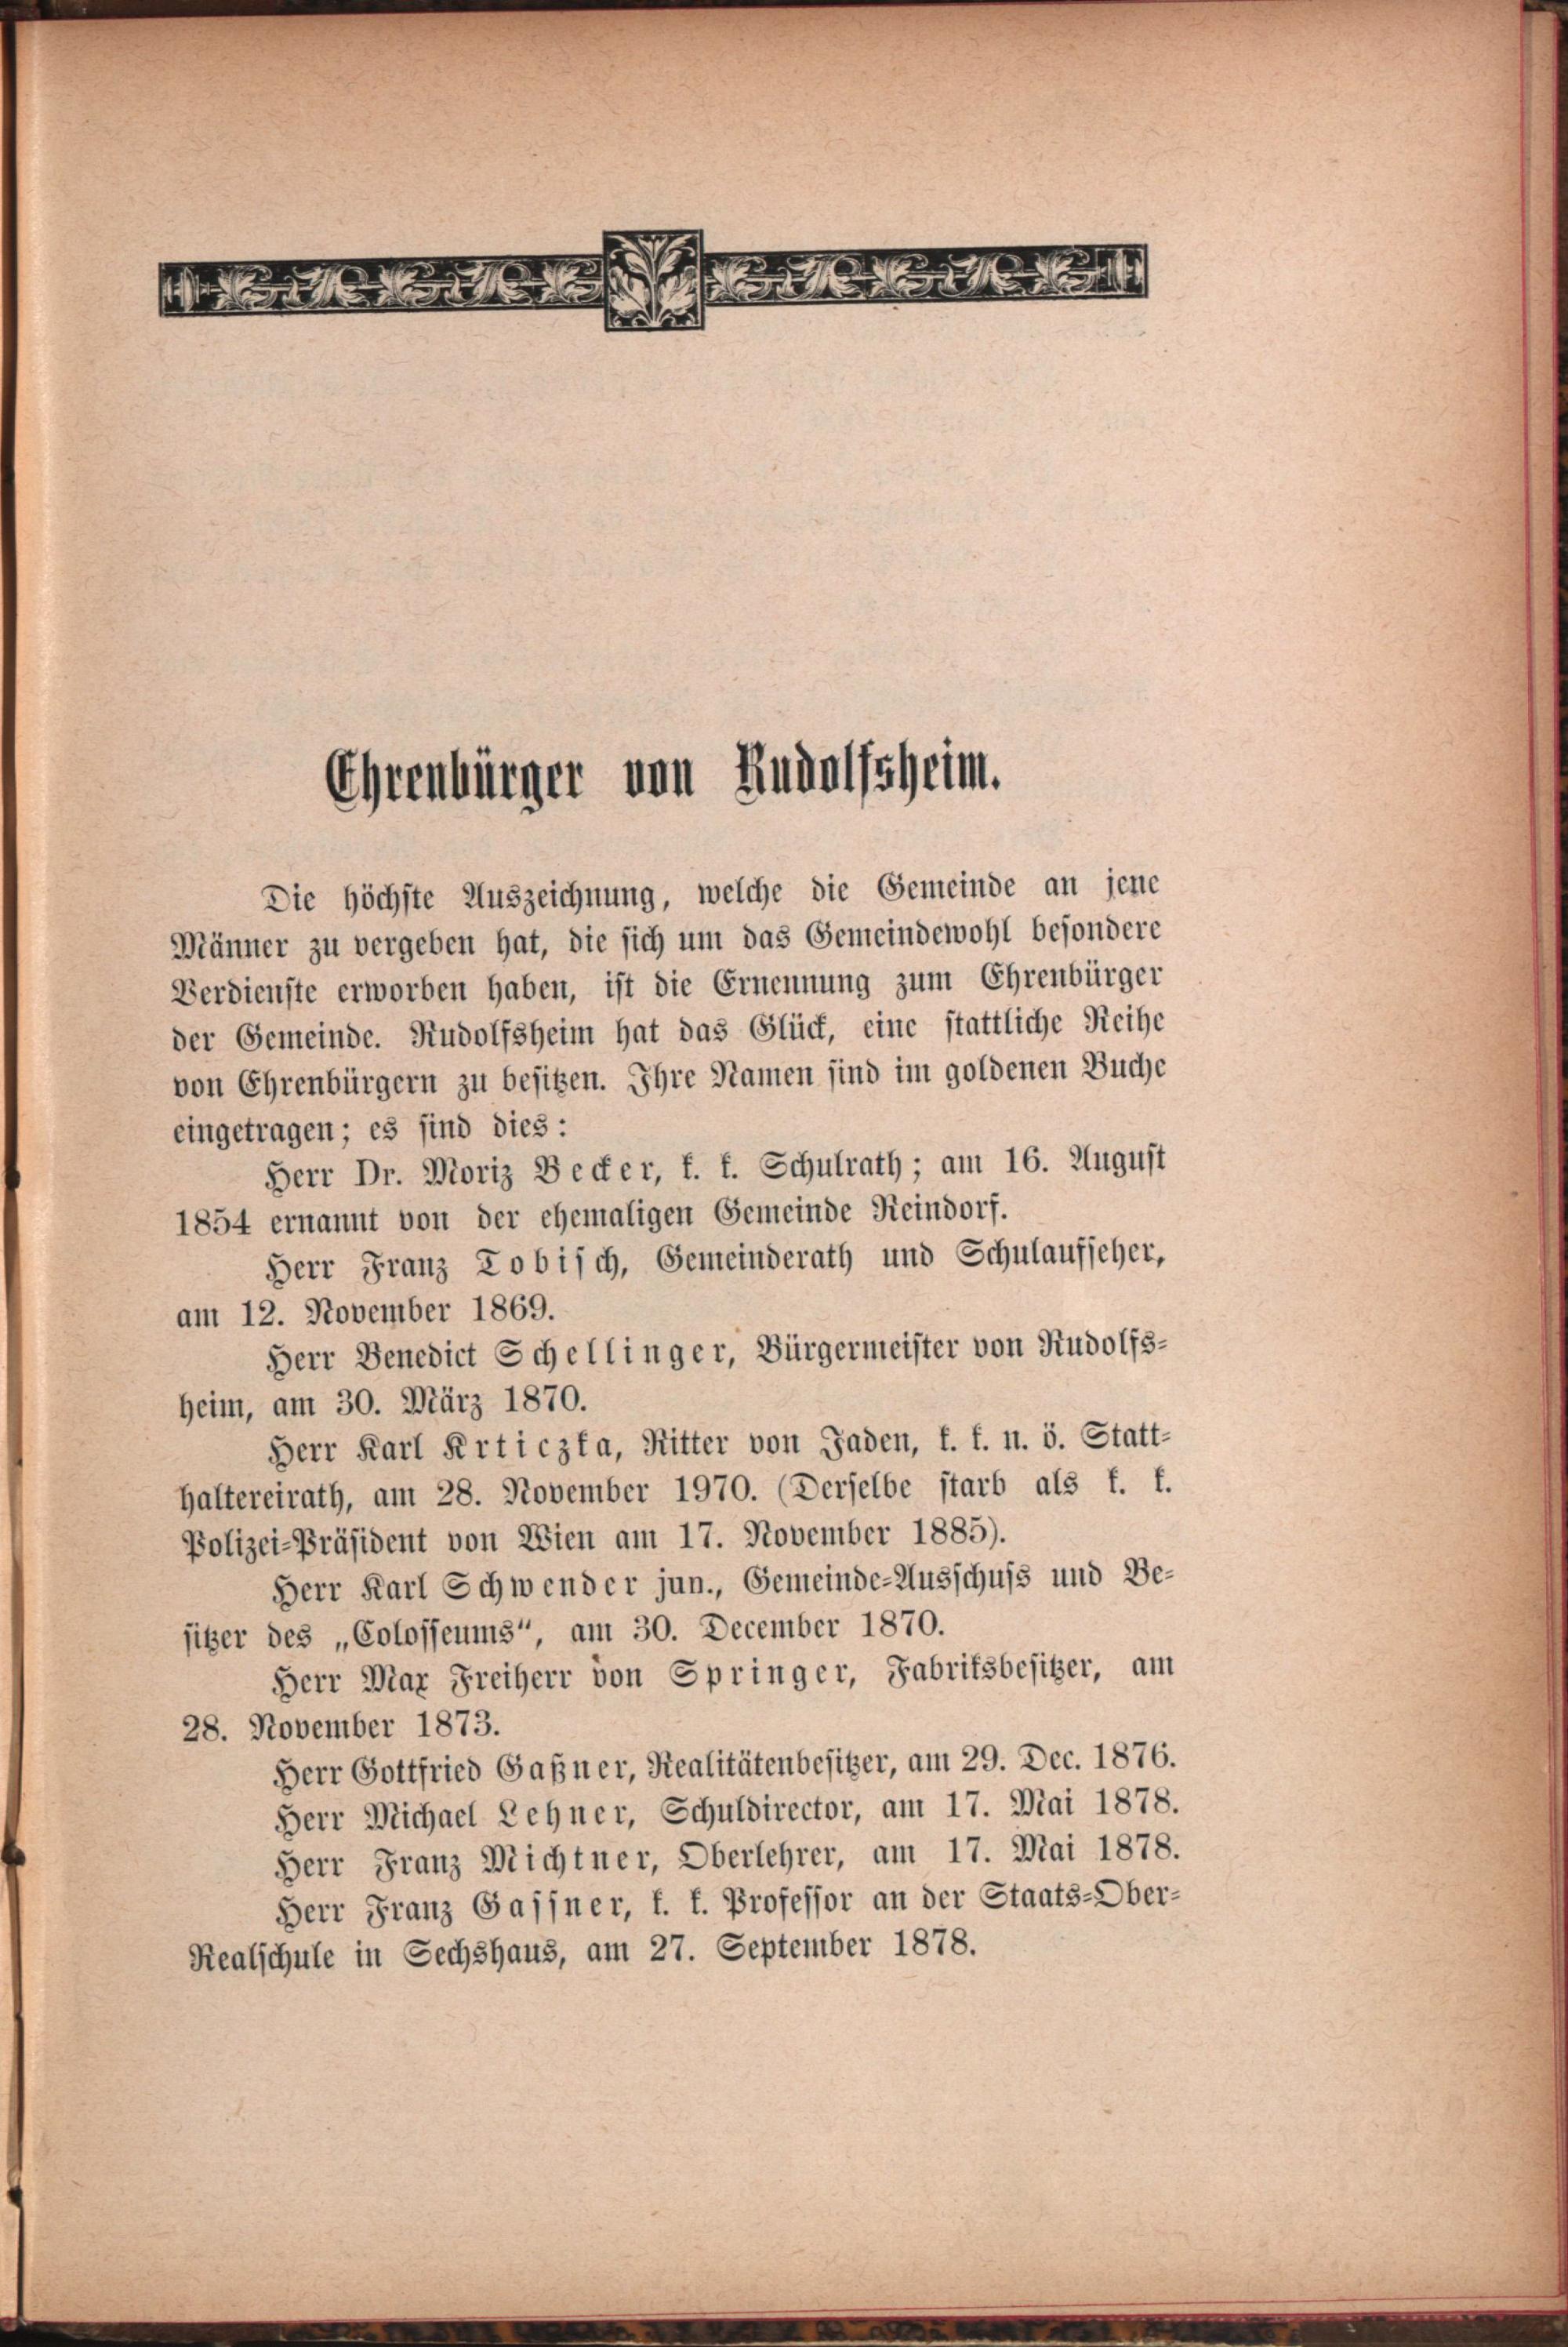 Ehrenbürger von Rudolfsheim.
Die höchste Auszeichnung, welche die Gemeinde an jene
Männer zu vergeben hat, die sich um das Gemeindewohl besondere
Verdienste erworben haben, ist die Ernennung zum Ehrenbürger
der Gemeinde. Rudolfsheim hat das Glück, eine stattliche Reihe
von Ehrenbürgern zu besitzen. Ihre Namen sind im goldenen Buche
eingetragen; es sind dies:
Herr Dr. Moriz Becker, k. k. Schulrath; am 16. August
1854 ernannt von der ehemaligen Gemeinde Reindorf.
Herr Franz Tobisch, Gemeinderath und Schulaufseher,
am 12. November 1869.
Herr Benedict Schellinger, Bürgermeister von Rudolfs-
heim, am 30. März 1870.
Herr Karl Krticzka, Ritter von Jaden, k. k. n. ö. Statt-
haltereirath, am 28. November 1970. (Derselbe starb als k. k.
Polizei-Präsident von Wien am 17. November 1885).
Herr Karl Schwender jun., Gemeinde-Ausschuss und Be-
sitzer des „Colosseums“, am 30. December 1870.
Herr Max Freiherr von Springer, Fabriksbesitzer, am
28. November 1873.
Herr Gottfried Gaßner, Realitätenbesitzer, am 29. Dec. 1876.
Herr Michael Lehner, Schuldirector, am 17. Mai 1878.
Herr Franz Michtner, Oberlehrer, am 17. Mai 1878.
Herr Franz Gassner, k. k. Professor an der Staats-Ober-
Realschule in Sechshaus, am 27. September 1878.